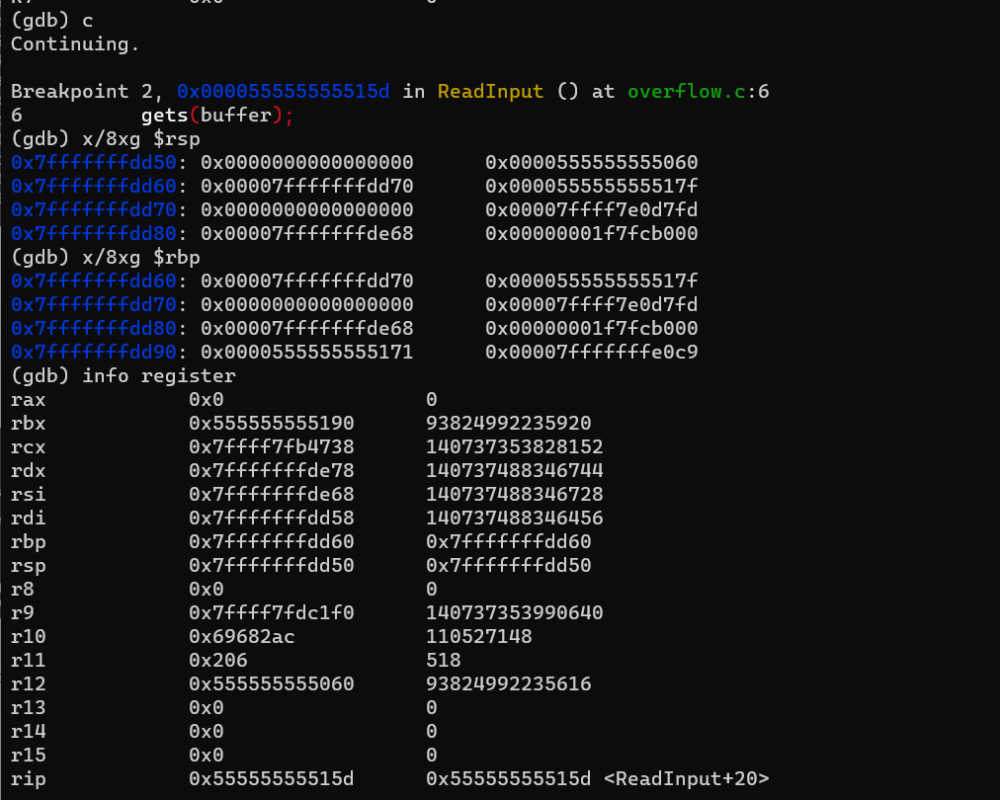 (gdb) c
Continuing.
Breakpoint 2, 0x000055555555515d in ReadInput () at overflow.c:6
6 gets(buffer);
(gdb) x/8xg $rsp
0x7fffffffdd50: 0x0000000000000000 0x0000555555555060
0x7fffffffdd60: 0x00007fffffffdd70 0x000055555555517f
0x7fffffffdd70: 0x0000000000000000 0x00007ffff7e0d7fd
0x7fffffffdd80: 0x00007fffffffde68 0x00000001f7fcb000
(gdb) x/8xg $rbp
0x7fffffffdd60: 0x00007fffffffdd70 0x000055555555517f
0x7fffffffdd70: 0x0000000000000000 0x00007ffff7e0d7fd
0x7fffffffdd80: 0x00007fffffffde68 0x00000001f7fcb000
0x7fffffffdd90: 0x0000555555555171 0x00007fffffffe0c9
(gdb) info register
rax 0x0 0
rbx 0x555555555190 93824992235920
rcx 0x7ffff7fb4738 140737353828152
rdx 0x7fffffffde78 140737488346744
rsi 0x7fffffffde68 140737488346728
rdi 0x7fffffffdd58 140737488346456
rbp 0x7fffffffdd60 0x7fffffffdd60
rsp 0x7fffffffdd50 0x7fffffffdd50
r8 0x0 0
r9 0x7ffff7fdc1f0 140737353990640
r10 0x69682ac 110527148
r11 0x206 518
r12 0x555555555060 93824992235616
r13 0x0 0
r14 0x0 0
r15 0x0 0
rip 0x55555555515d 0x55555555515d <ReadInput+20>